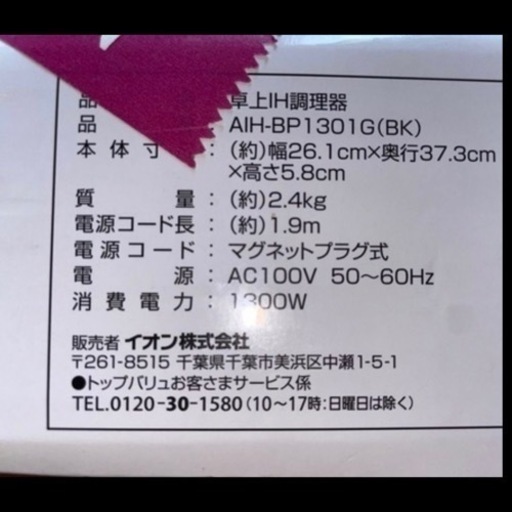 品 卓上IH調理器
品 AIH-BP1301G(BK)
本体寸 :(約)幅26.1cm×奥行37.3cm
×高さ5.8cm
質量:(約)2.4kg
電源コード長:(約)1.9m
電源コード:マグネットプラグ式
電源:AC100V 50〜60Hz
消費電力:1300W
販売者 イオン株式会社
〒261-8515 千葉県千葉市美浜区中瀬1-5-1
●トップバリュお客さまサービス係
TEL.0120-30-1580(10〜17時:日曜日は除く)